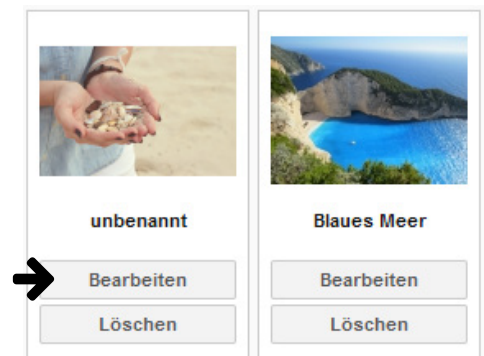 unbenannt
Bearbeiten
Löschen
Blaues Meer
Bearbeiten
Löschen